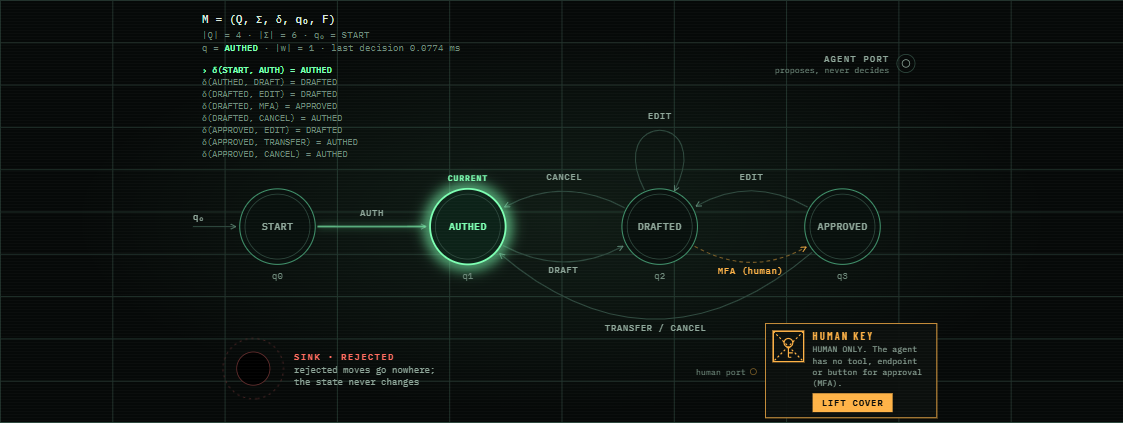 M = (Q, Σ, δ, q₀, F)
|Q| = 4 · |Σ| = 6 · q₀ = START
q = AUTHED · |w| = 1 · last decision 0.0774 ms
› δ(START, AUTH) = AUTHED
δ(AUTHED, DRAFT) = DRAFTED
δ(DRAFTED, EDIT) = DRAFTED
δ(DRAFTED, MFA) = APPROVED
δ(DRAFTED, CANCEL) = AUTHED
δ(APPROVED, EDIT) = DRAFTED
δ(APPROVED, TRANSFER) = AUTHED
δ(APPROVED, CANCEL) = AUTHED
AGENT PORT
proposes, never decides
EDIT
CURRENT
CANCEL
EDIT
q₀
AUTH
START
AUTHED
DRAFTED
APPROVED
DRAFT
MFA (human)
q0
q1
q2
q3
TRANSFER / CANCEL
SINK · REJECTED
rejected moves go nowhere;
the state never changes
human port
HUMAN KEY
HUMAN ONLY. The agent
has no tool, endpoint
or button for approval
(MFA).
LIFT COVER